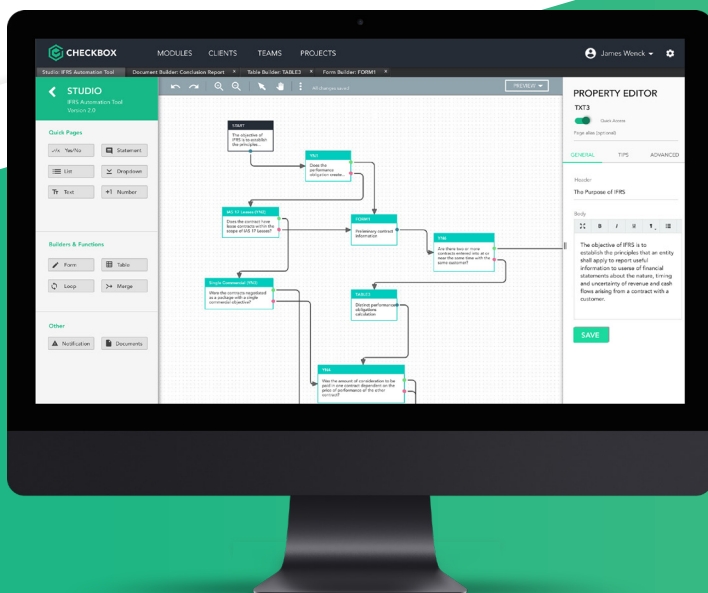 CHECKBOX
MODULES
CLIENTS
TEAMS
PROJECTS
James Wenck
Studio: IFRS Automation Tool
Document Builder: Conclusion Report ×
Table Builder: TABLE3 ×
Form Builder: FORM1 ×
STUDIO
IFRS Automation Tool
Version 2.0
All changes saved
PREVIEW
Quick Pages
Yes/No
Statement
List
Dropdown
Text
Number
Builders & Functions
Form
Table
Loop
Merge
Other
Notification
Documents
START
The objective of
IFRS is to establish
the principles...
Does the
performance
obligation create...
IAS 17 Leases (YN2)
Does the contract have
lease contracts within the
scope of IAS 17 Leases?
FORM1
Preliminary contract
information
Are there two or more
contracts entered into at or
near the same time with the
same customer?
Single Commercial (YN3)
Were the contracts negotiated
as a package with a single
commercial objective?
Distinct performance
obligations
calculation
YN4
Was the amount of consideration to be
paid in one contract dependent on the
price of performance of the other
contract?
PROPERTY EDITOR
TXT3
Quick Answer
Page alias (optional)
GENERAL
TIPS
ADVANCED
Header
The Purpose of IFRS
Body
B I U
The objective of IFRS is to
establish the principles that an entity
shall apply to report useful
information to userse of financial
statements about the nature, timing
and uncertainty of revenue and cash
flows arising from a contract with a
customer.
SAVE